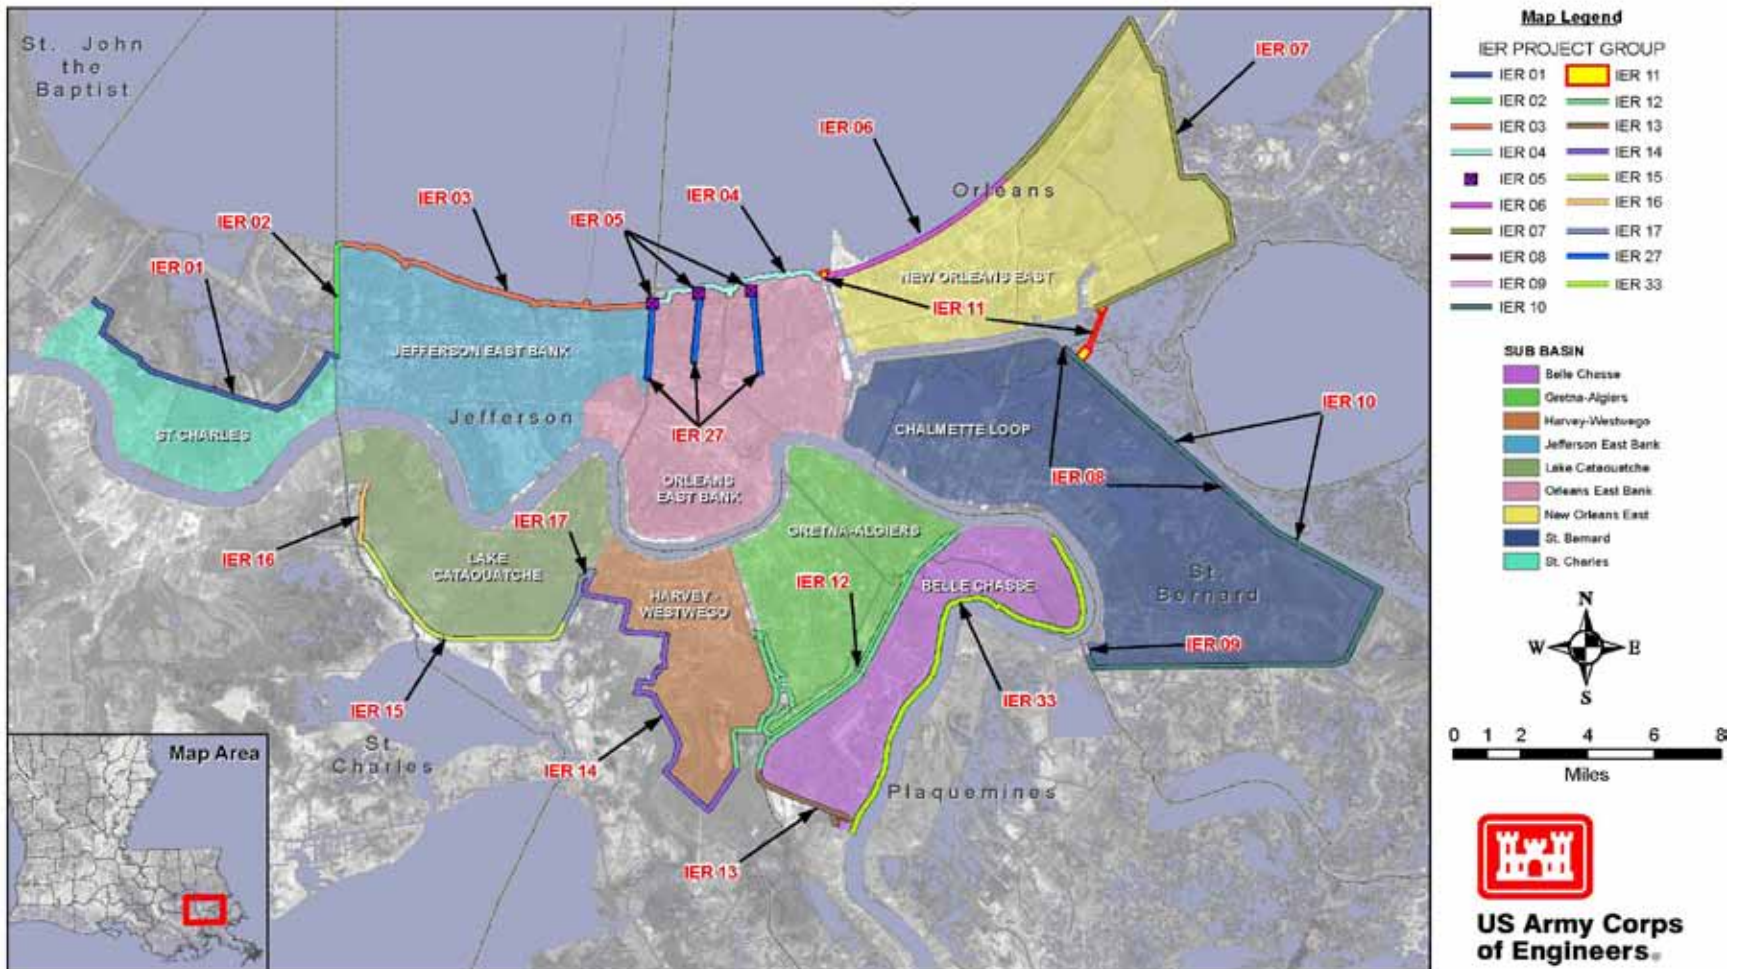 St. John
the
Baptist
IER 07
IER 06
Orleans
IER 04
IER 03
IER 05
IER 02
IER 01
NEW ORLEANS EAST
IER 11
JEFFERSON EAST BANK
Jefferson
ST CHARLES
IER 27
CHALMETTE LOOP
IER 10
IER 08
ORLEANS
EAST BANK
IER 17
GRETNA-ALGIERS
IER 16
LAKE
CATAOUATCHE
IER 12
BELLE CHASSE
HARVEY -
WESTWEGO
St.
Bernard
IER 09
IER 33
IER 15
St.
Charles
IER 14
Plaquemines
IER 13
Map Area
Map Legend
IER PROJECT GROUP
IER 01
IER 02
IER 03
IER 04
IER 05
IER 06
IER 07
IER 08
IER 09
IER 10
IER 11
IER 12
IER 13
IER 14
IER 15
IER 16
IER 17
IER 27
IER 33
SUB BASIN
Belle Chasse
Gretna-Algiers
Harvey-Westwego
Jefferson East Bank
Lake Cataouatche
Orleans East Bank
New Orleans East
St. Bernard
St. Charles
N
W E
S
0 1 2 4 6 8
Miles
US Army Corps
of Engineers®